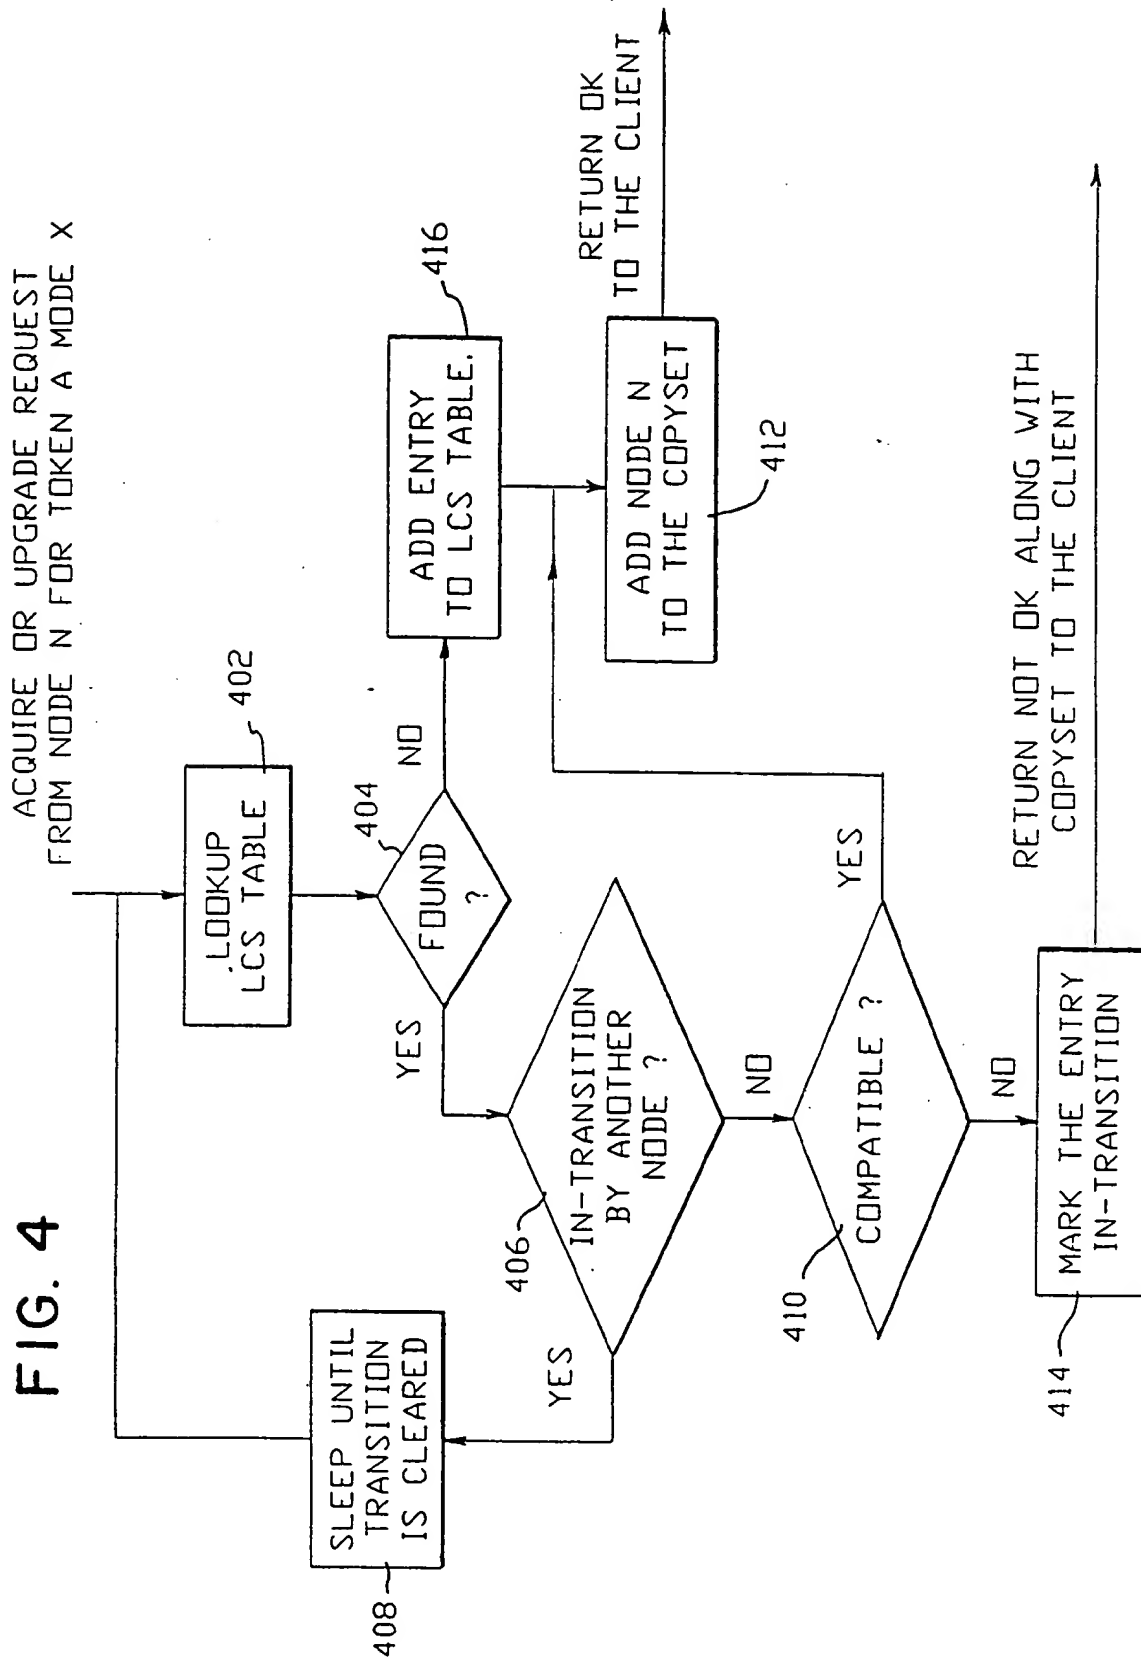 FIG. 4
ACQUIRE OR UPGRADE REQUEST
FROM NODE N FOR TOKEN A MODE X
LOOKUP
LCS TABLE
402
404
FOUND
?
NO
YES
ADD ENTRY
TO LCS TABLE.
416
SLEEP UNTIL
TRANSITION
IS CLEARED
408
YES
406
IN-TRANSITION
BY ANOTHER
NODE ?
NO
ADD NODE N
TO THE COPYSET
412
RETURN OK
TO THE CLIENT
410
COMPATIBLE ?
YES
NO
414
MARK THE ENTRY
IN-TRANSITION
RETURN NOT OK ALONG WITH
COPYSET TO THE CLIENT